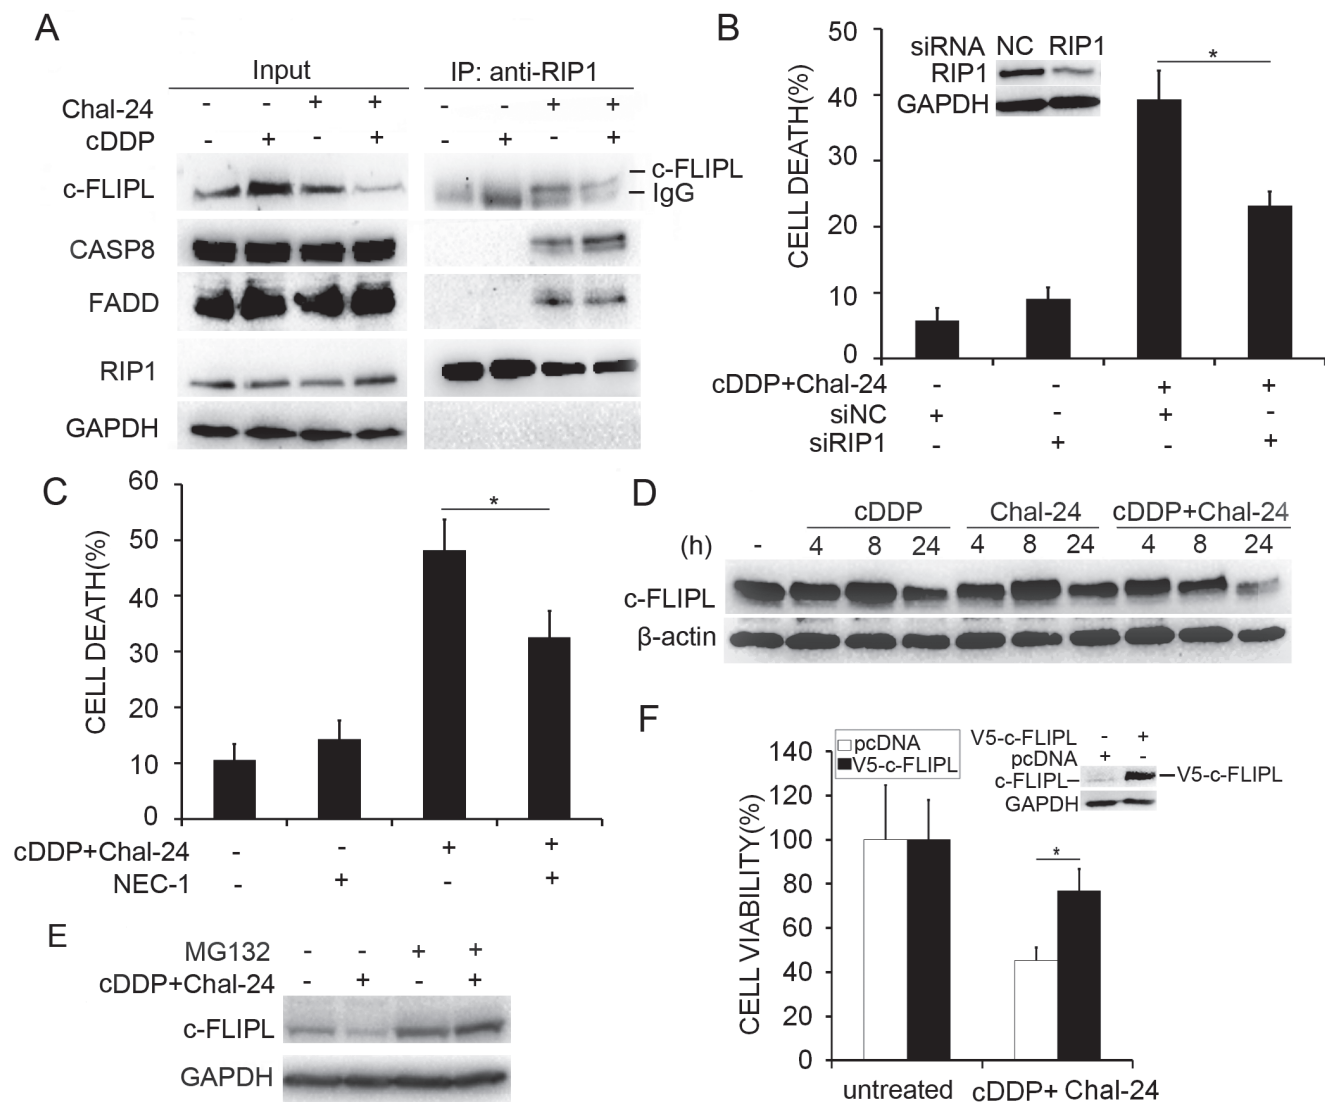 A
Input
IP: anti-RIP1
Chal-24 - - + + - - + +
cDDP - + - + - + - +
c-FLIPL
c-FLIPL
IgG
CASP8
FADD
RIP1
GAPDH
B
siRNA NC RIP1
RIP1
GAPDH
*
CELL DEATH(%)
50
40
30
20
10
0
cDDP+Chal-24 - - + +
siNC + - + -
siRIP1 - + - +
C
*
CELL DEATH(%)
60
50
40
30
20
10
0
cDDP+Chal-24 - - + +
NEC-1 - + - +
D
cDDP Chal-24 cDDP+Chal-24
(h) - 4 8 24 4 8 24 4 8 24
c-FLIPL
β-actin
E
MG132 - - + +
cDDP+Chal-24 - + - +
c-FLIPL
GAPDH
F
pcDNA
V5-c-FLIPL
V5-c-FLIPL - +
pcDNA + -
c-FLIPL
V5-c-FLIPL
GAPDH
*
CELL VIABILITY(%)
140
120
100
80
60
40
20
0
untreated cDDP+ Chal-24